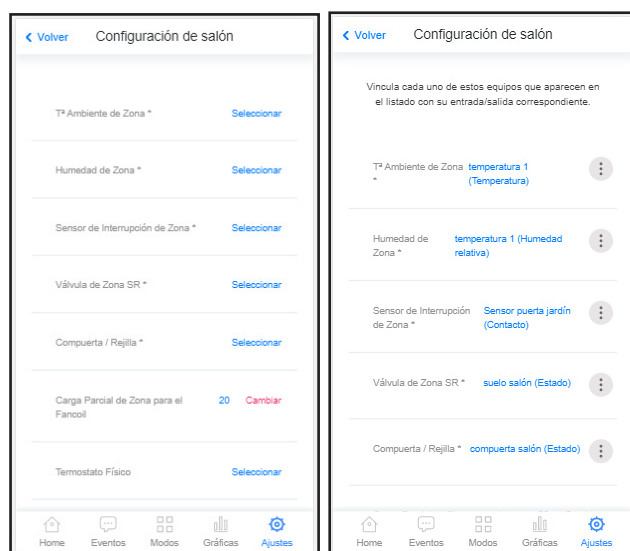 Volver Configuración de salón
Tª Ambiente de Zona * Seleccionar
Humedad de Zona * Seleccionar
Sensor de Interrupción de Zona * Seleccionar
Válvula de Zona SR * Seleccionar
Compuerta / Rejilla * Seleccionar
Carga Parcial de Zona para el 20 Cambiar
Fancoil
Termostato Físico Seleccionar
Home Eventos Modos Gráficas Ajustes
Volver Configuración de salón
Vincula cada uno de estos equipos que aparecen en
el listado con su entrada/salida correspondiente.
Tª Ambiente de Zona temperatura 1
* (Temperatura)
Humedad de temperatura 1 (Humedad
Zona * relativa)
Sensor de Interrupción Sensor puerta jardín
de Zona * (Contacto)
Válvula de Zona SR * suelo salón (Estado)
Compuerta / Rejilla * compuerta salón (Estado)
Home Eventos Modos Gráficas Ajustes